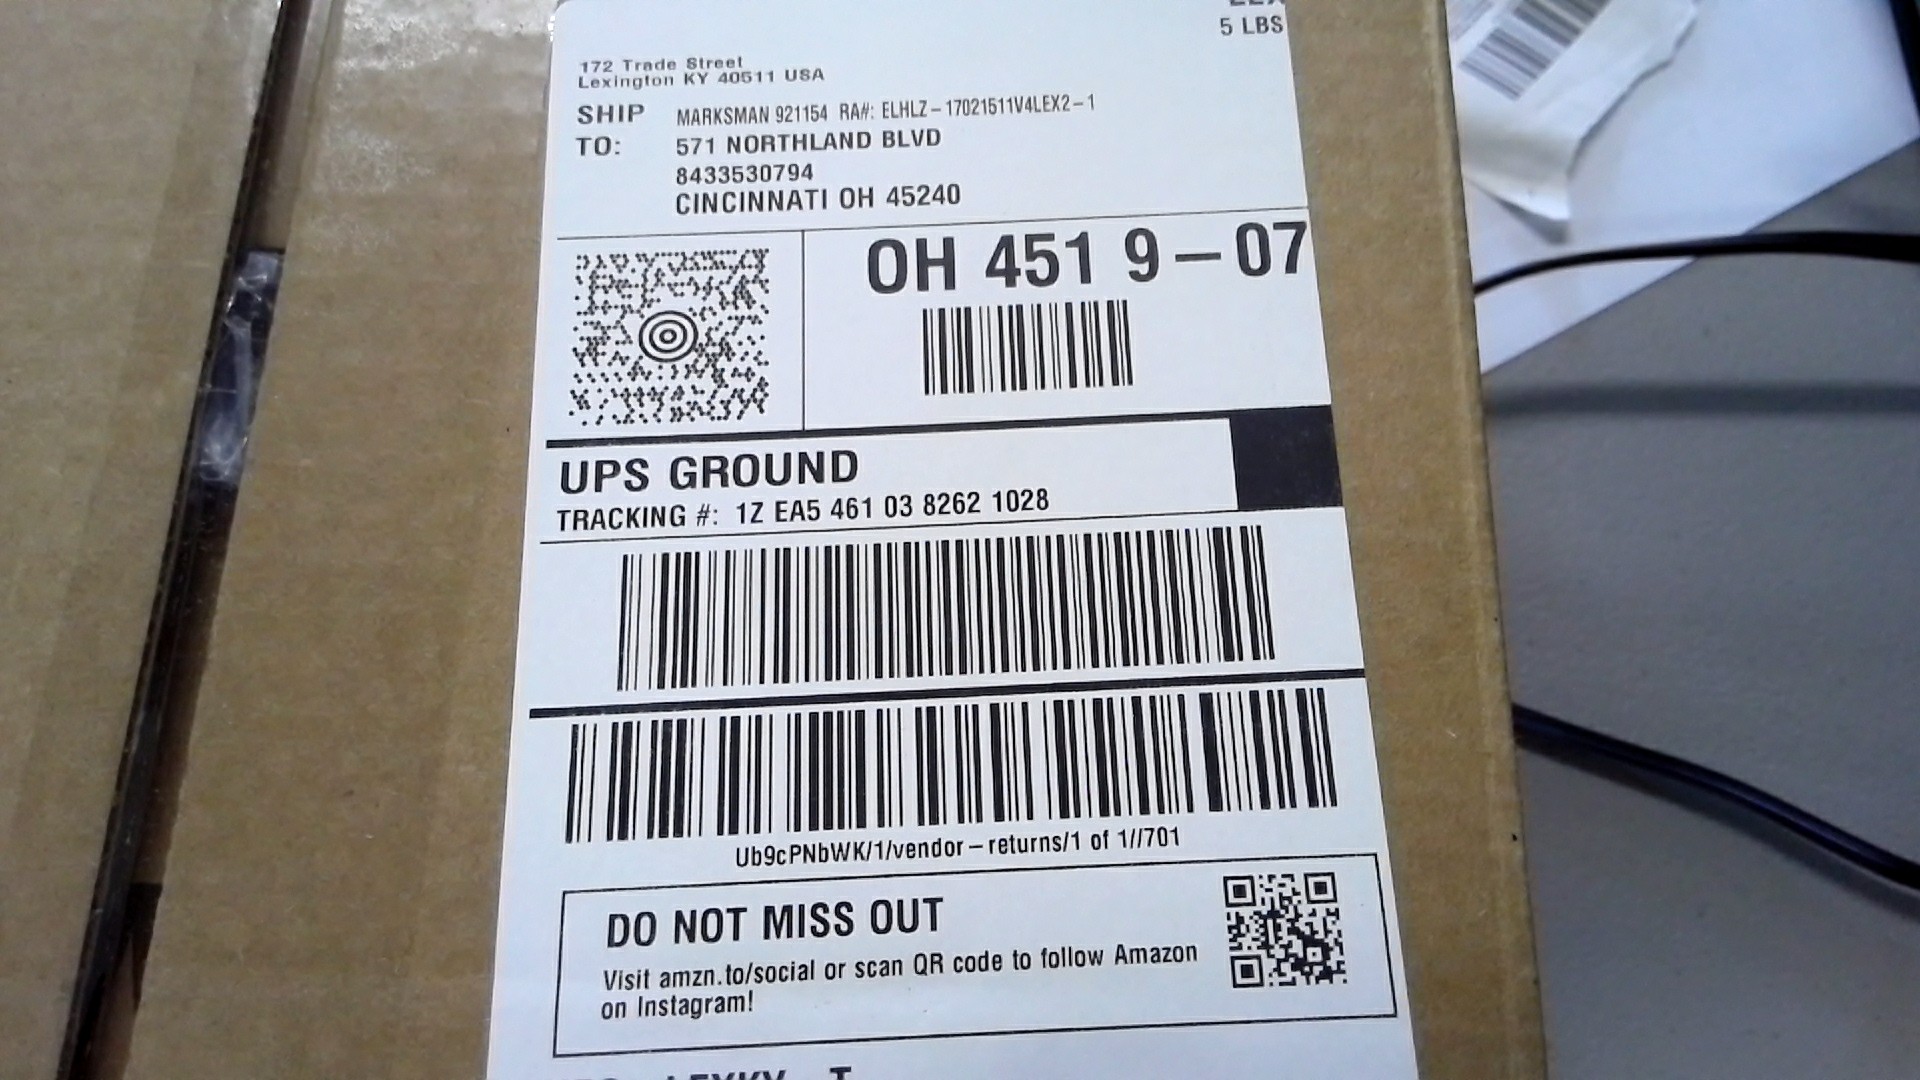 5 LBS
172 Trade Street
Lexington KY 40511 USA
SHIP TO:
MARKSMAN 921154 RA#: ELHLZ-17021511V4LEX2-1
571 NORTHLAND BLVD
8433530794
CINCINNATI OH 45240
OH 451 9-07
UPS GROUND
TRACKING #: 1Z EA5 461 03 8262 1028
Ub9cPNbWK/1/vendor-returns/1 of 1//701
DO NOT MISS OUT
Visit amzn.to/social or scan QR code to follow Amazon
on Instagram!